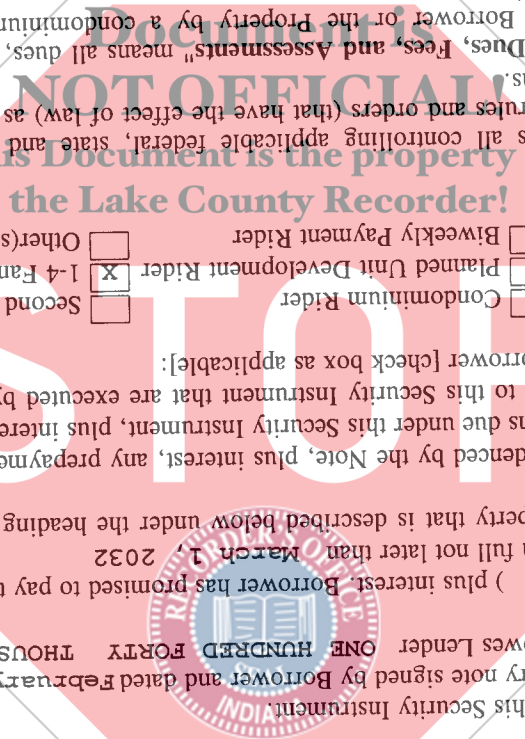 his Security Instrument.
ry note signed by Borrower and dated February
wes Lender ONE HUNDRED FORTY THOUS
) plus interest. Borrower has promised to pay t
full not later than March 1, 2032
perty that is described below under the heading
denced by the Note, plus interest, any prepayme
ns due under this Security Instrument, plus intere
to this Security Instrument that are executed b
orrower [check box as applicable]:
Condominium Rider Second
Planned Unit Development Rider X 1-4 Fam
Biweekly Payment Rider Other(s
s all controlling applicable federal, state and
rules and orders (that have the effect of law) as
s.
Dues, Fees, and Assessments" means all dues,
Borrower or the Property by a condominium
Document is
NOT OFFICIAL!
is Document is the property
the Lake County Recorder!
STOP
RECORDER'S OFFICE
SEAL
INDIANA